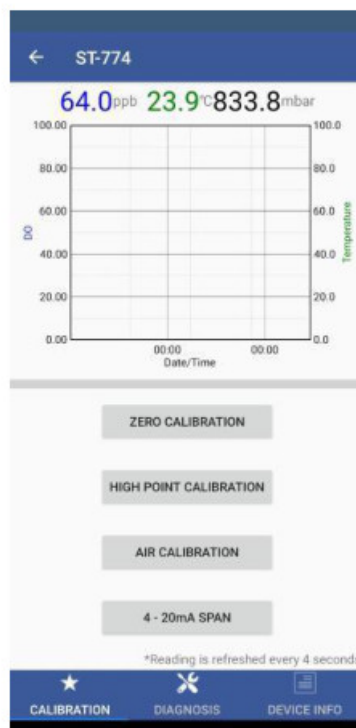 ST-774
64.0ppb 23.9°C833.8mbar
100.00 100.0
80.00 80.0
60.00 60.0
DO Temperature
40.00 40.0
20.00 20.0
0.00 0.0
00:00 00:00
Date/Time
ZERO CALIBRATION
HIGH POINT CALIBRATION
AIR CALIBRATION
4 - 20mA SPAN
*Reading is refreshed every 4 seconds
CALIBRATION DIAGNOSIS DEVICE INFO